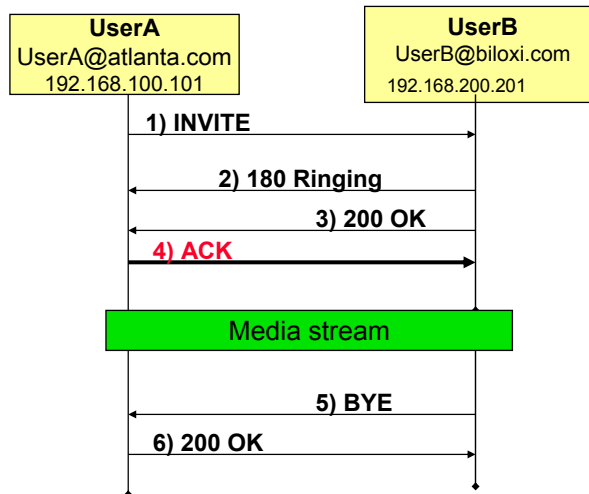 UserA
UserA@atlanta.com
192.168.100.101
UserB
UserB@biloxi.com
192.168.200.201
1) INVITE
2) 180 Ringing
3) 200 OK
4) ACK
Media stream
5) BYE
6) 200 OK